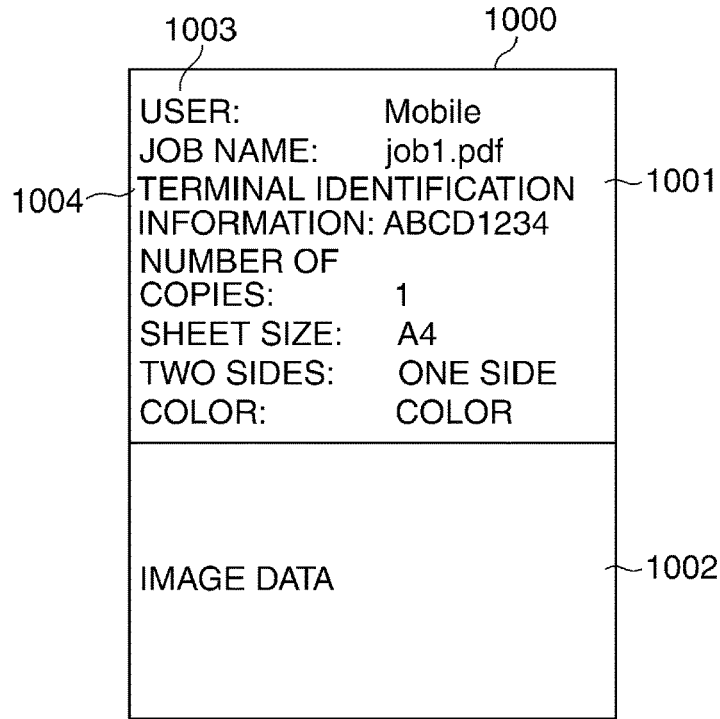 1003
1000
USER: Mobile
JOB NAME: job1.pdf
1004
TERMINAL IDENTIFICATION
1001
INFORMATION: ABCD1234
NUMBER OF
COPIES: 1
SHEET SIZE: A4
TWO SIDES: ONE SIDE
COLOR: COLOR
IMAGE DATA
1002